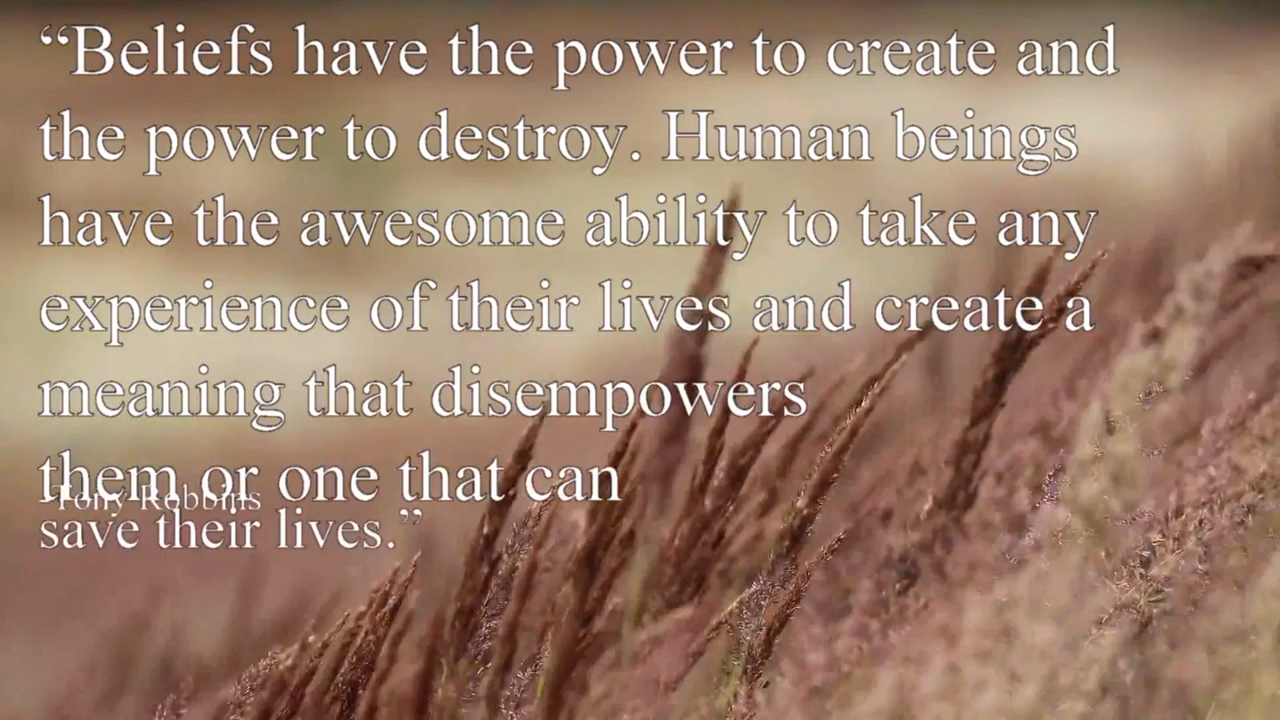 “Beliefs have the power to create and
the power to destroy. Human beings
have the awesome ability to take any
experience of their lives and create a
meaning that disempowers
them or one that can
-Tony Robbins
save their lives.”